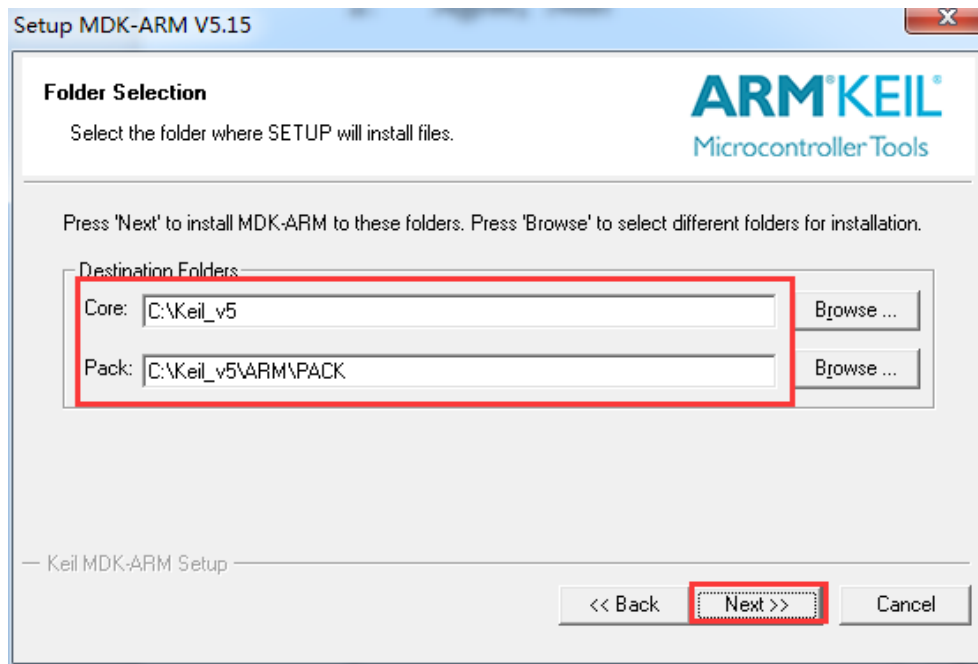 Setup MDK-ARM V5.15
Folder Selection
Select the folder where SETUP will install files.
ARM®KEIL®
Microcontroller Tools
Press 'Next' to install MDK-ARM to these folders. Press 'Browse' to select different folders for installation.
Destination Folders
Core: C:\Keil_v5 Browse ...
Pack: C:\Keil_v5\ARM\PACK Browse ...
Keil MDK-ARM Setup
<< Back Next >> Cancel